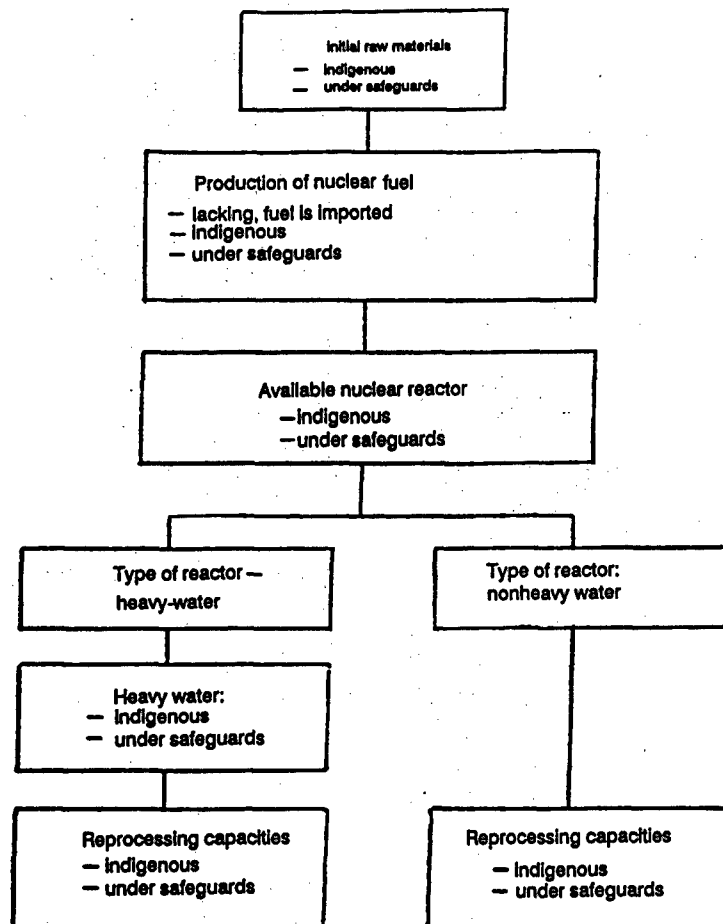 Initial raw materials
— indigenous
— under safeguards
Production of nuclear fuel
— lacking, fuel is imported
— indigenous
— under safeguards
Available nuclear reactor
— indigenous
— under safeguards
Type of reactor —
heavy-water
Type of reactor:
nonheavy water
Heavy water:
— indigenous
— under safeguards
Reprocessing capacities
— indigenous
— under safeguards
Reprocessing capacities
— indigenous
— under safeguards